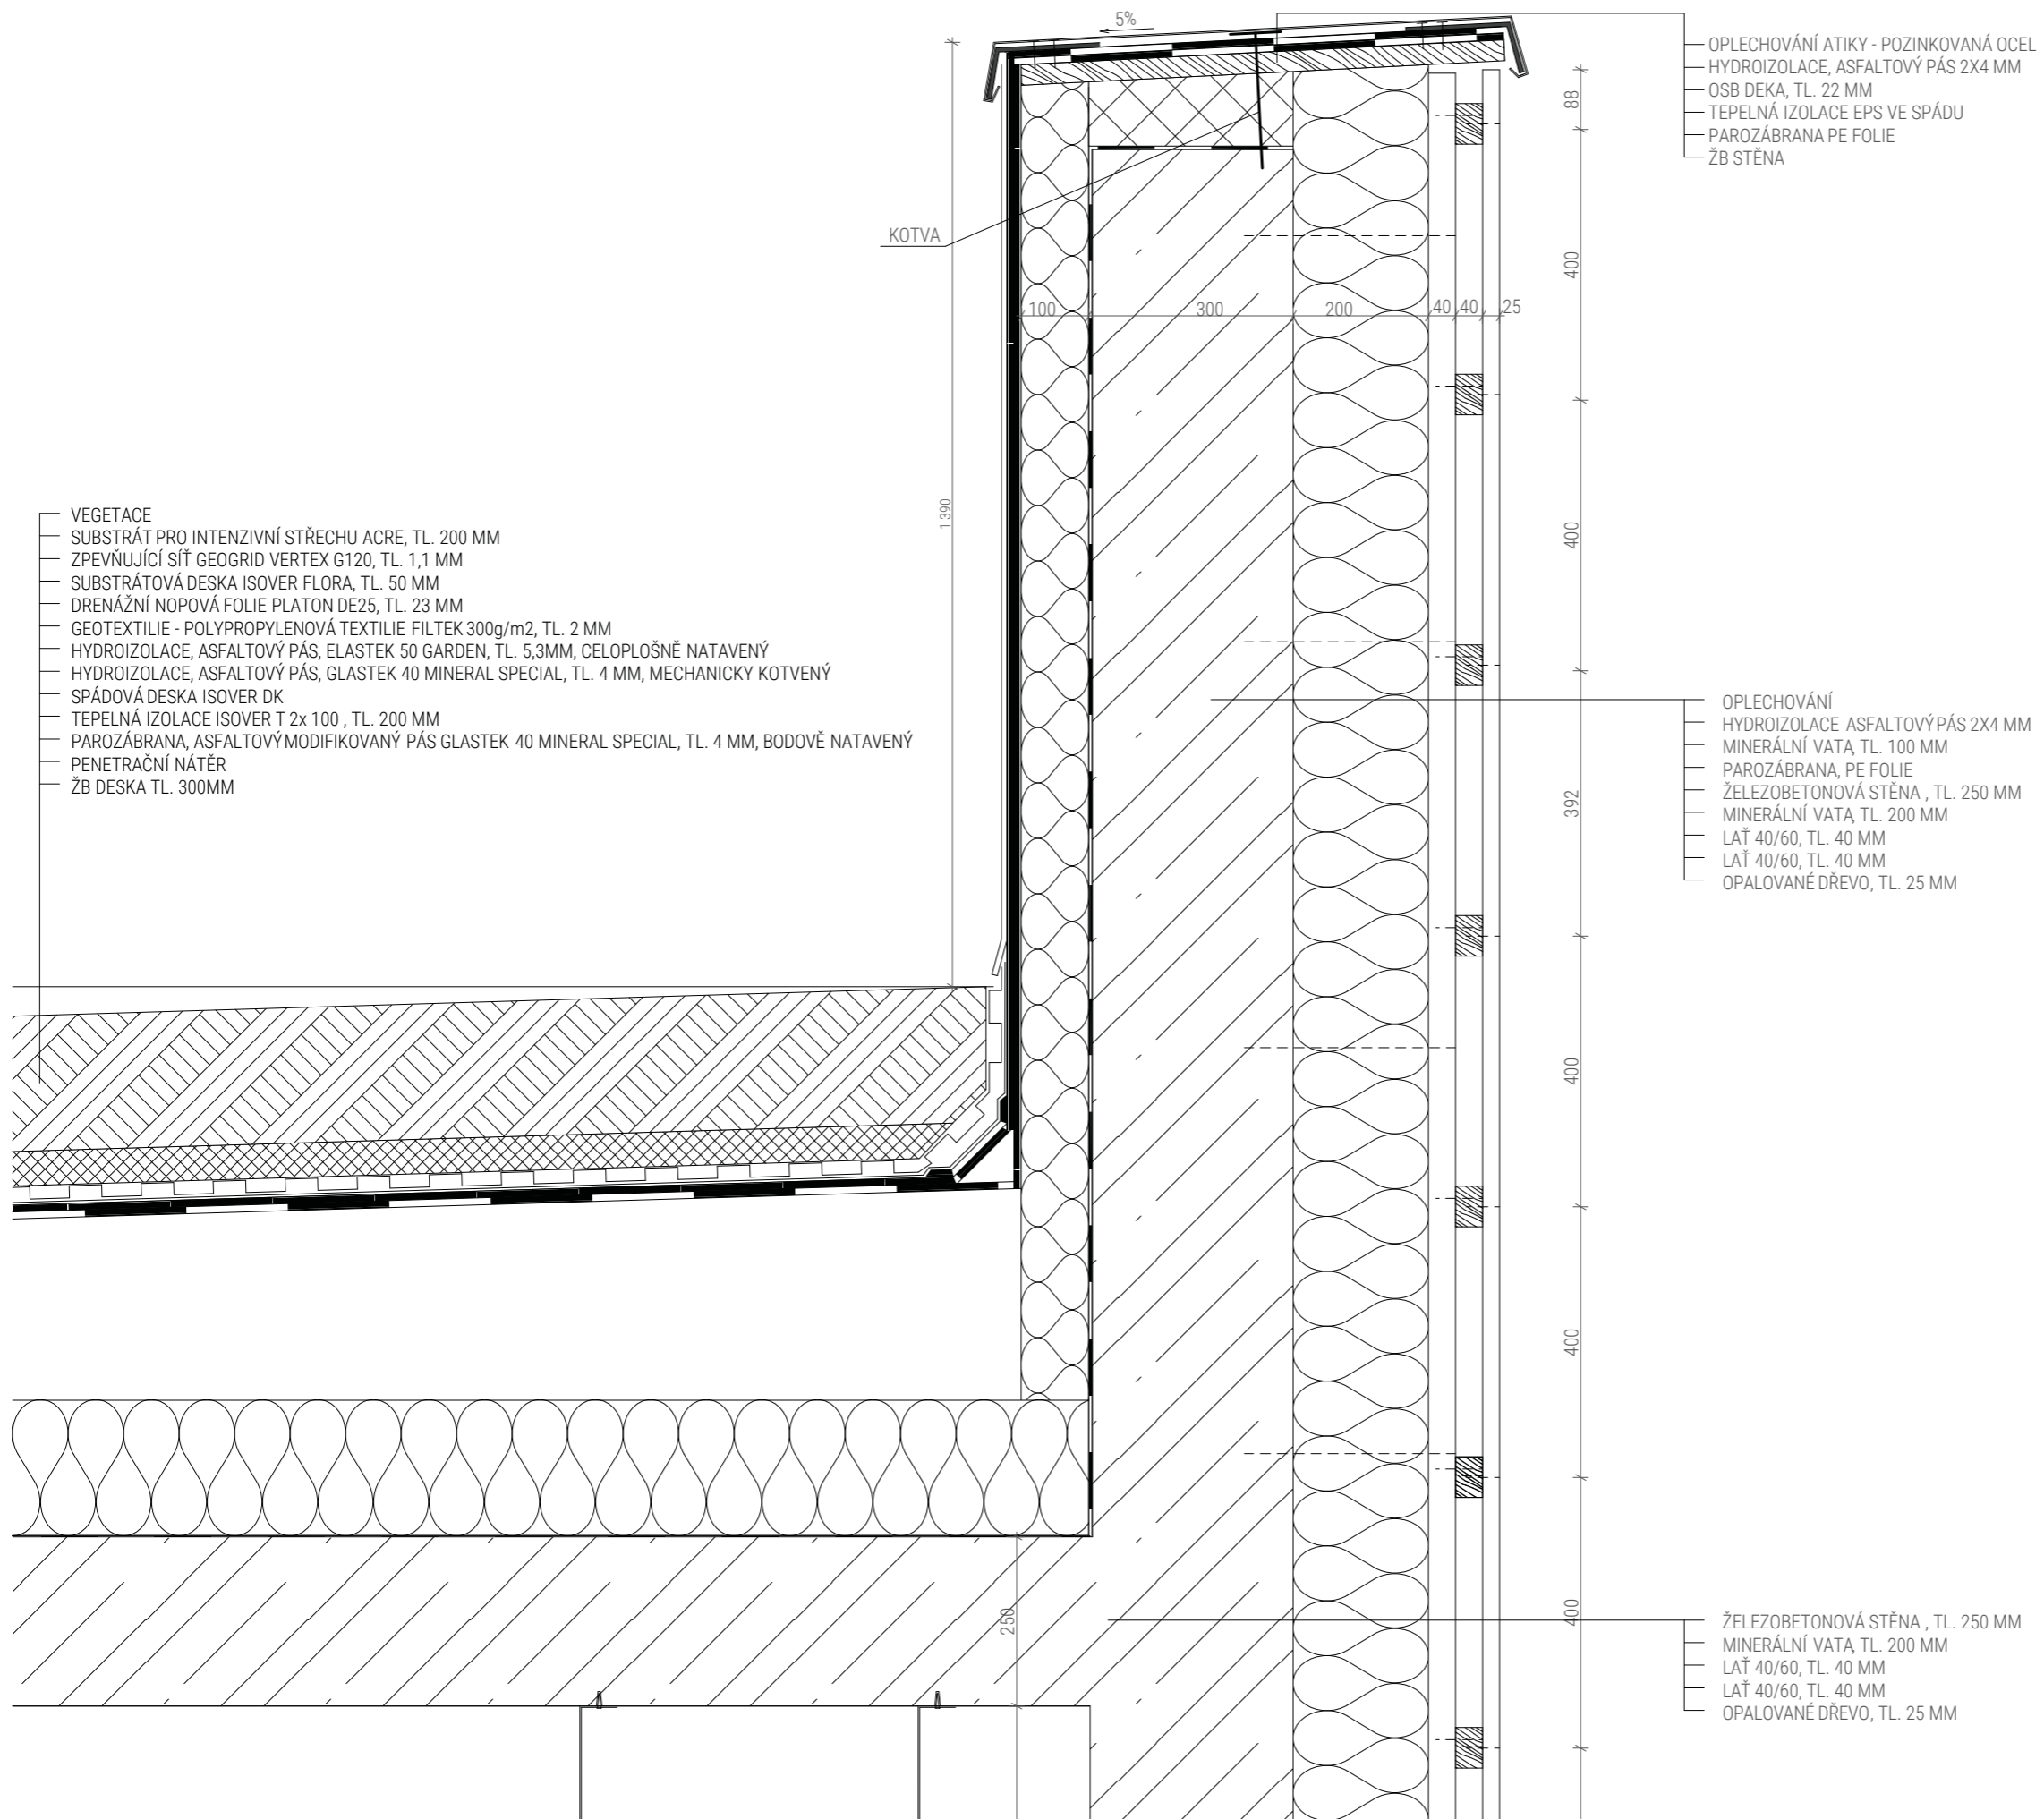 5%
OPLECHOVÁNÍ ATIKY - POZINKOVANÁ OCEL
HYDROIZOLACE, ASFALTOVÝ PÁS 2X4 MM
OSB DEKA, TL. 22 MM
TEPELNÁ IZOLACE EPS VE SPÁDU
PAROZÁBRANA PE FOLIE
ŽB STĚNA
88
KOTVA
400
100
300
200
40
40
25
1 390
400
VEGETACE
SUBSTRÁT PRO INTENZIVNÍ STŘECHU ACRE, TL. 200 MM
ZPEVŇUJÍCÍ SÍŤ GEOGRID VERTEX G120, TL. 1,1 MM
SUBSTRÁTOVÁ DESKA ISOVER FLORA, TL. 50 MM
DRENÁŽNÍ NOPOVÁ FOLIE PLATON DE25, TL. 23 MM
GEOTEXTILIE - POLYPROPYLENOVÁ TEXTILIE FILTEK 300g/m2, TL. 2 MM
HYDROIZOLACE, ASFALTOVÝ PÁS, ELASTEK 50 GARDEN, TL. 5,3MM, CELOPLOŠNĚ NATAVENÝ
HYDROIZOLACE, ASFALTOVÝ PÁS, GLASTEK 40 MINERAL SPECIAL, TL. 4 MM, MECHANICKY KOTVENÝ
SPÁDOVÁ DESKA ISOVER DK
TEPELNÁ IZOLACE ISOVER T 2x 100 , TL. 200 MM
PAROZÁBRANA, ASFALTOVÝ MODIFIKOVANÝ PÁS GLASTEK 40 MINERAL SPECIAL, TL. 4 MM, BODOVĚ NATAVENÝ
PENETRAČNÍ NÁTĚR
ŽB DESKA TL. 300MM
OPLECHOVÁNÍ
HYDROIZOLACE ASFALTOVÝ PÁS 2X4 MM
MINERÁLNÍ VATA, TL. 100 MM
PAROZÁBRANA, PE FOLIE
ŽELEZOBETONOVÁ STĚNA , TL. 250 MM
MINERÁLNÍ VATA, TL. 200 MM
LAŤ 40/60, TL. 40 MM
LAŤ 40/60, TL. 40 MM
OPALOVANÉ DŘEVO, TL. 25 MM
392
400
400
400
250
ŽELEZOBETONOVÁ STĚNA , TL. 250 MM
MINERÁLNÍ VATA, TL. 200 MM
LAŤ 40/60, TL. 40 MM
LAŤ 40/60, TL. 40 MM
OPALOVANÉ DŘEVO, TL. 25 MM